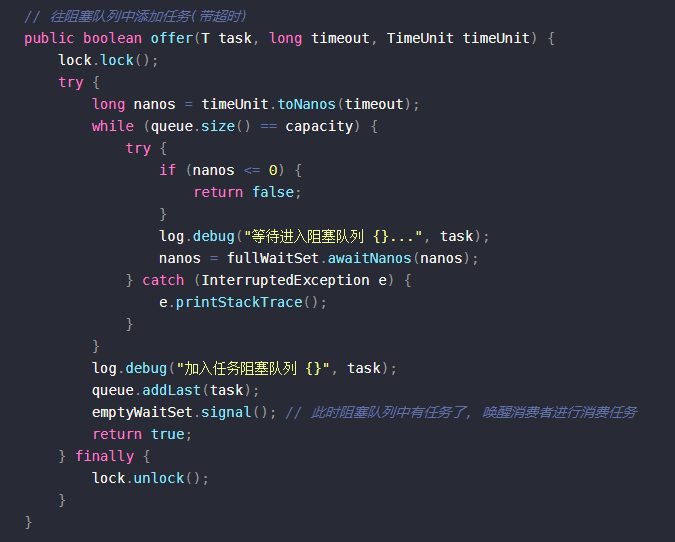 // 往阻塞队列中添加任务(带超时)
public boolean offer(T task, long timeout, TimeUnit timeUnit) {
    lock.lock();
    try {
        long nanos = timeUnit.toNanos(timeout);
        while (queue.size() == capacity) {
            try {
                if (nanos <= 0) {
                    return false;
                }
                log.debug("等待进入阻塞队列 {}...", task);
                nanos = fullWaitSet.awaitNanos(nanos);
            } catch (InterruptedException e) {
                e.printStackTrace();
            }
        }
        log.debug("加入任务阻塞队列 {}", task);
        queue.addLast(task);
        emptyWaitSet.signal(); // 此时阻塞队列中有任务了, 唤醒消费者进行消费任务
        return true;
    } finally {
        lock.unlock();
    }
}